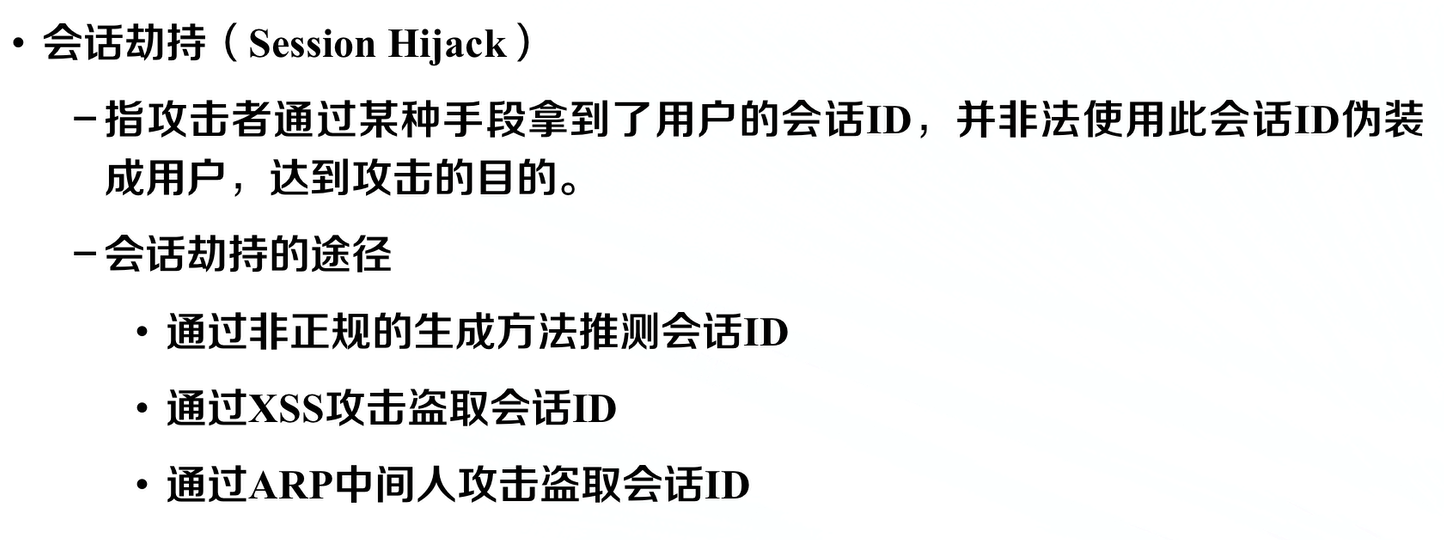 • 会话劫持（Session Hijack）
–指攻击者通过某种手段拿到了用户的会话ID，并非法使用此会话ID伪装
成用户，达到攻击的目的。
–会话劫持的途径
• 通过非正规的生成方法推测会话ID
• 通过XSS攻击盗取会话ID
• 通过ARP中间人攻击盗取会话ID